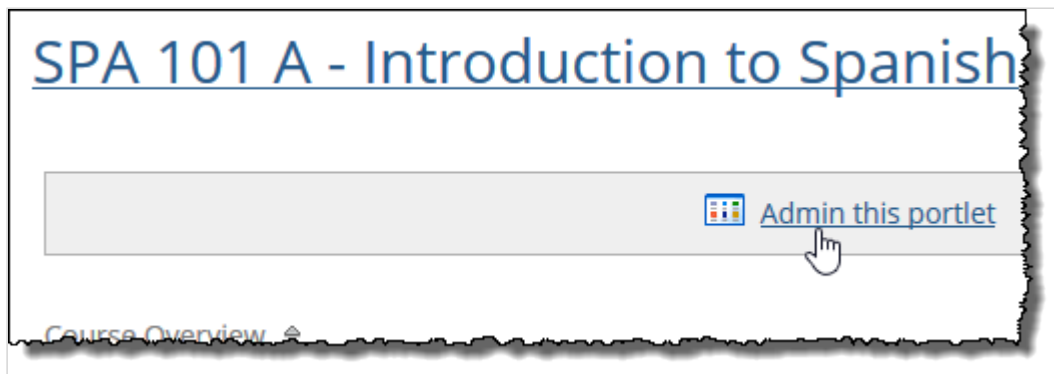 SPA 101 A - Introduction to Spanish
Admin this portlet
Course Overview